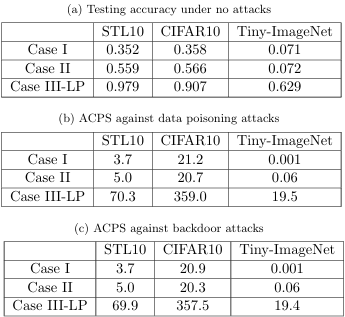 (a) Testing accuracy under no attacks
STL10 CIFAR10 Tiny-ImageNet
Case I 0.352 0.358 0.071
Case II 0.559 0.566 0.072
Case III-LP 0.979 0.907 0.629
(b) ACPS against data poisoning attacks
STL10 CIFAR10 Tiny-ImageNet
Case I 3.7 21.2 0.001
Case II 5.0 20.7 0.06
Case III-LP 70.3 359.0 19.5
(c) ACPS against backdoor attacks
STL10 CIFAR10 Tiny-ImageNet
Case I 3.7 20.9 0.001
Case II 5.0 20.3 0.06
Case III-LP 69.9 357.5 19.4